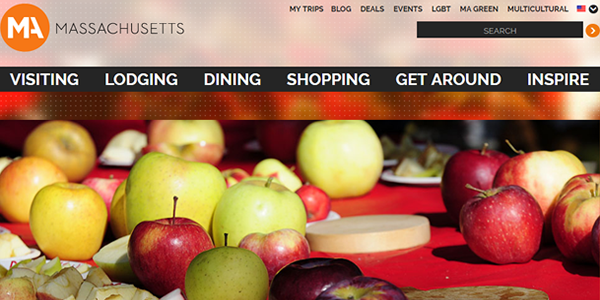 MY TRIPS BLOG DEALS EVENTS LGBT MA GREEN MULTICULTURAL
MA MASSACHUSETTS
SEARCH
VISITING LODGING DINING SHOPPING GET AROUND INSPIRE